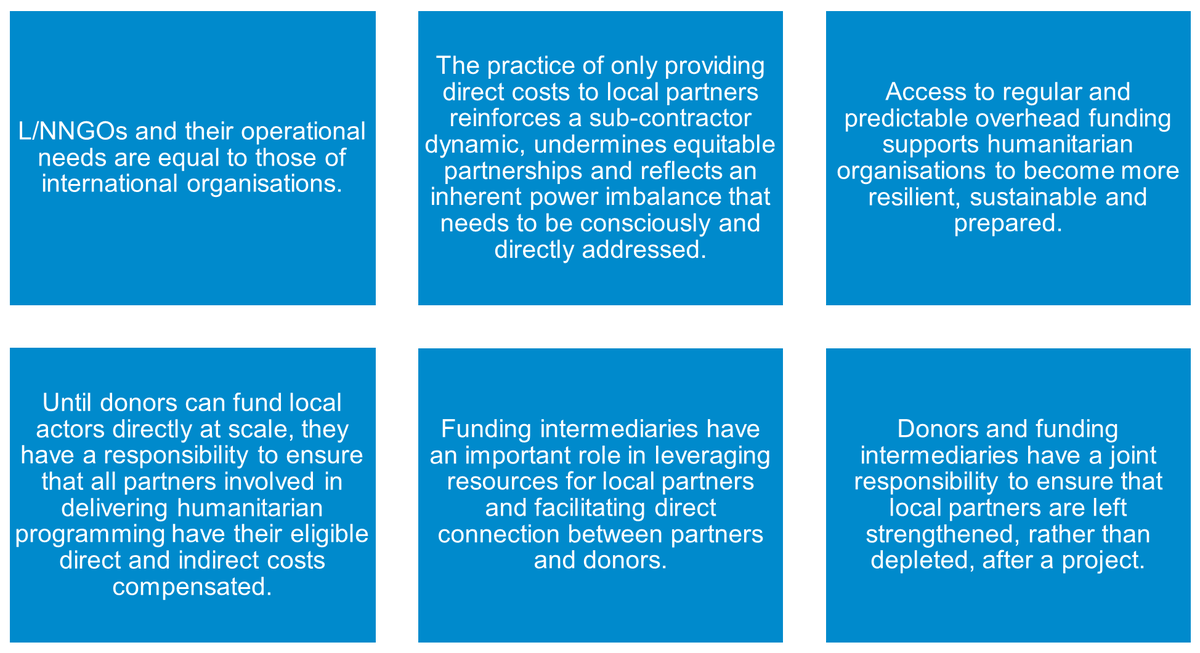 L/NNGOs and their operational
needs are equal to those of
international organisations.
The practice of only providing
direct costs to local partners
reinforces a sub-contractor
dynamic, undermines equitable
partnerships and reflects an
inherent power imbalance that
needs to be consciously and
directly addressed.
Access to regular and
predictable overhead funding
supports humanitarian
organisations to become more
resilient, sustainable and
prepared.
Until donors can fund local
actors directly at scale, they
have a responsibility to ensure
that all partners involved in
delivering humanitarian
programming have their eligible
direct and indirect costs
compensated.
Funding intermediaries have
an important role in leveraging
resources for local partners
and facilitating direct
connection between partners
and donors.
Donors and funding
intermediaries have a joint
responsibility to ensure that
local partners are left
strengthened, rather than
depleted, after a project.